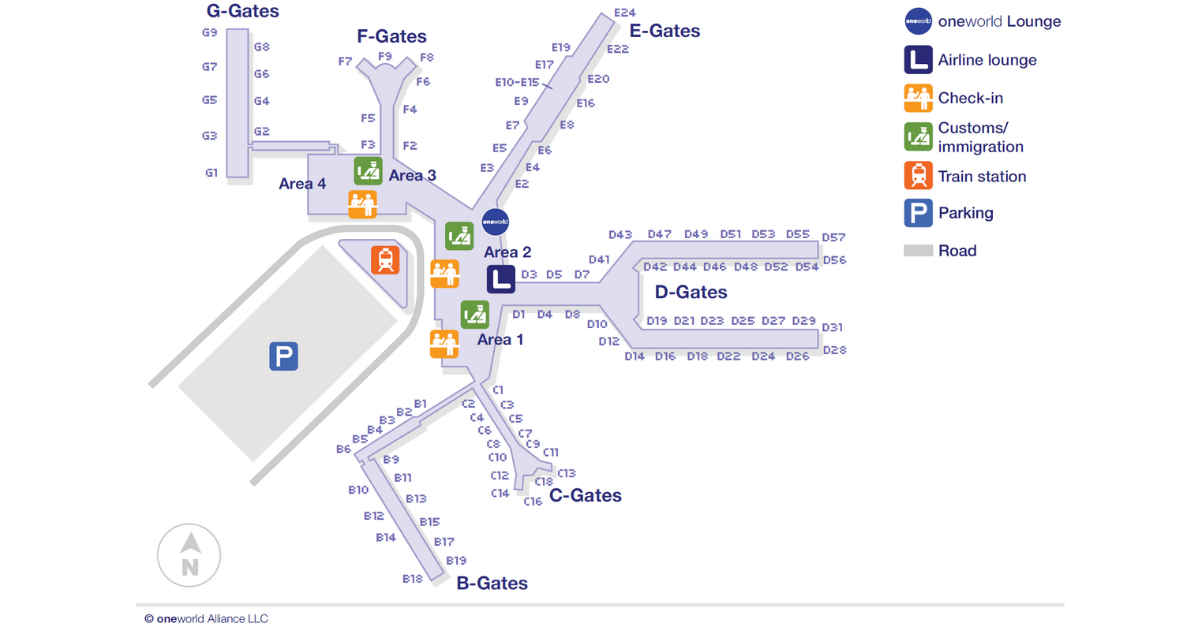 G-Gates
G9
G8
G7
G6
G5
G4
G3
G2
G1
F-Gates
F7
F9
F8
F6
F5
F4
F3
F2
E-Gates
E24
E22
E19
E17
E20
E10-E15
E9
E16
E7
E8
E5
E6
E3
E4
E2
Area 4
Area 3
oneworld
Area 2
L
Area 1
P
D43 D47 D49 D51 D53 D55 D57
D41
D42 D44 D46 D48 D52 D54 D56
D3 D5 D7
D-Gates
D1 D4 D8
D10
D12
D19 D21 D23 D25 D27 D29 D31
D14 D16 D18 D22 D24 D26 D28
C1
C2
C3
C4
C5
C6
C7
C8
C9
C10
C11
C12
C13
C14
C18
C16
C-Gates
B1
B2
B3
B4
B5
B6
B9
B10
B11
B12
B13
B14
B15
B17
B19
B18
B-Gates
N
oneworld oneworld Lounge
L Airline lounge
Check-in
Customs/
immigration
Train station
P Parking
Road
© oneworld Alliance LLC